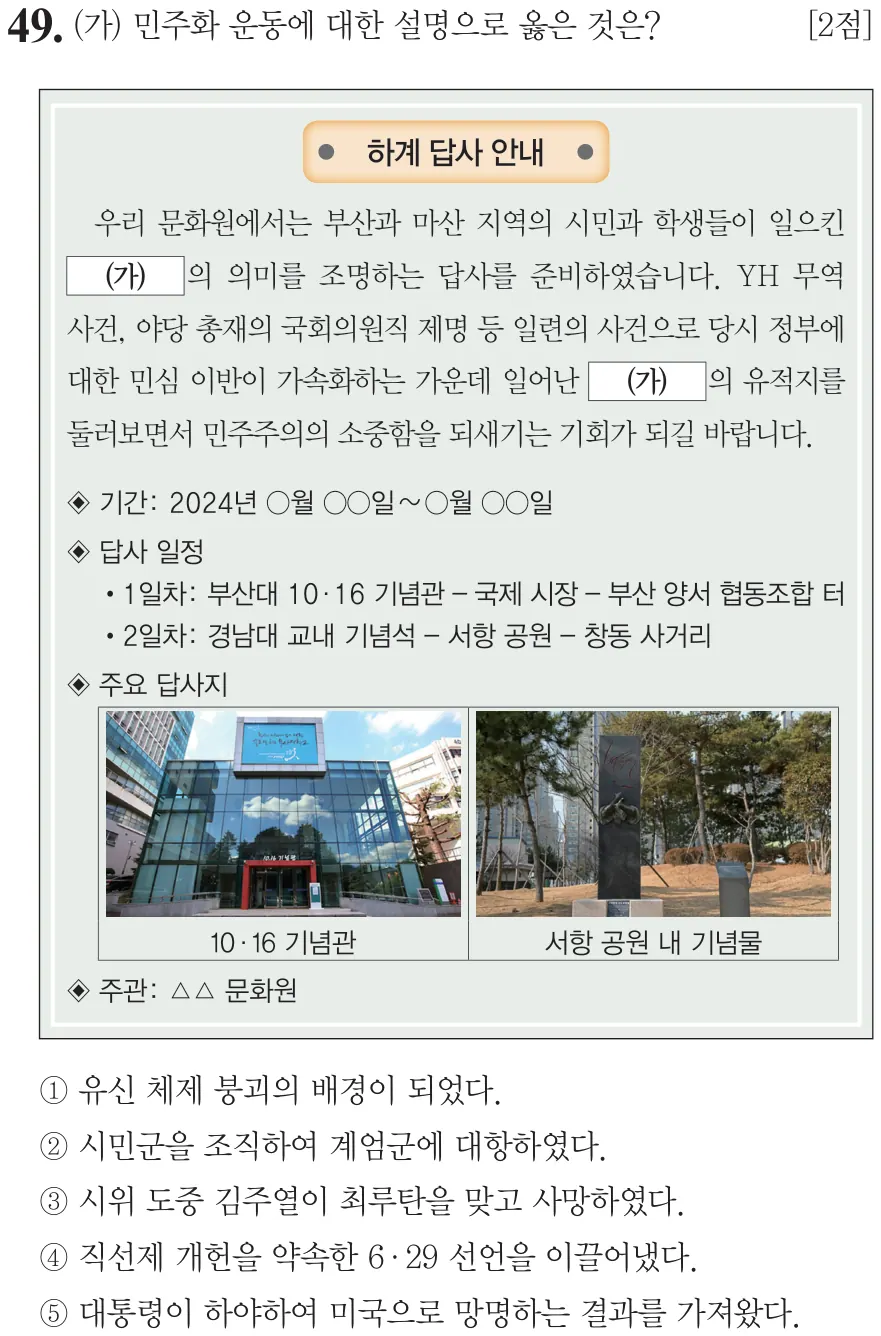 49. (가) 민주화 운동에 대한 설명으로 옳은 것은? [2점]
하계 답사 안내
우리 문화원에서는 부산과 마산 지역의 시민과 학생들이 일으킨
(가)의 의미를 조명하는 답사를 준비하였습니다. YH 무역
사건, 야당 총재의 국회의원직 제명 등 일련의 사건으로 당시 정부에
대한 민심 이반이 가속화하는 가운데 일어난 (가)의 유적지를
둘러보면서 민주주의의 소중함을 되새기는 기회가 되길 바랍니다.
◈ 기간: 2024년 ○월 ○○일~○월 ○○일
◈ 답사 일정
• 1일차: 부산대 10·16 기념관 – 국제 시장 – 부산 양서 협동조합 터
• 2일차: 경남대 교내 기념석 – 서항 공원 – 창동 사거리
◈ 주요 답사지
10·16 기념관
10·16 기념관
서항 공원 내 기념물
◈ 주관: △△ 문화원
① 유신 체제 붕괴의 배경이 되었다.
② 시민군을 조직하여 계엄군에 대항하였다.
③ 시위 도중 김주열이 최루탄을 맞고 사망하였다.
④ 직선제 개헌을 약속한 6·29 선언을 이끌어냈다.
⑤ 대통령이 하야하여 미국으로 망명하는 결과를 가져왔다.